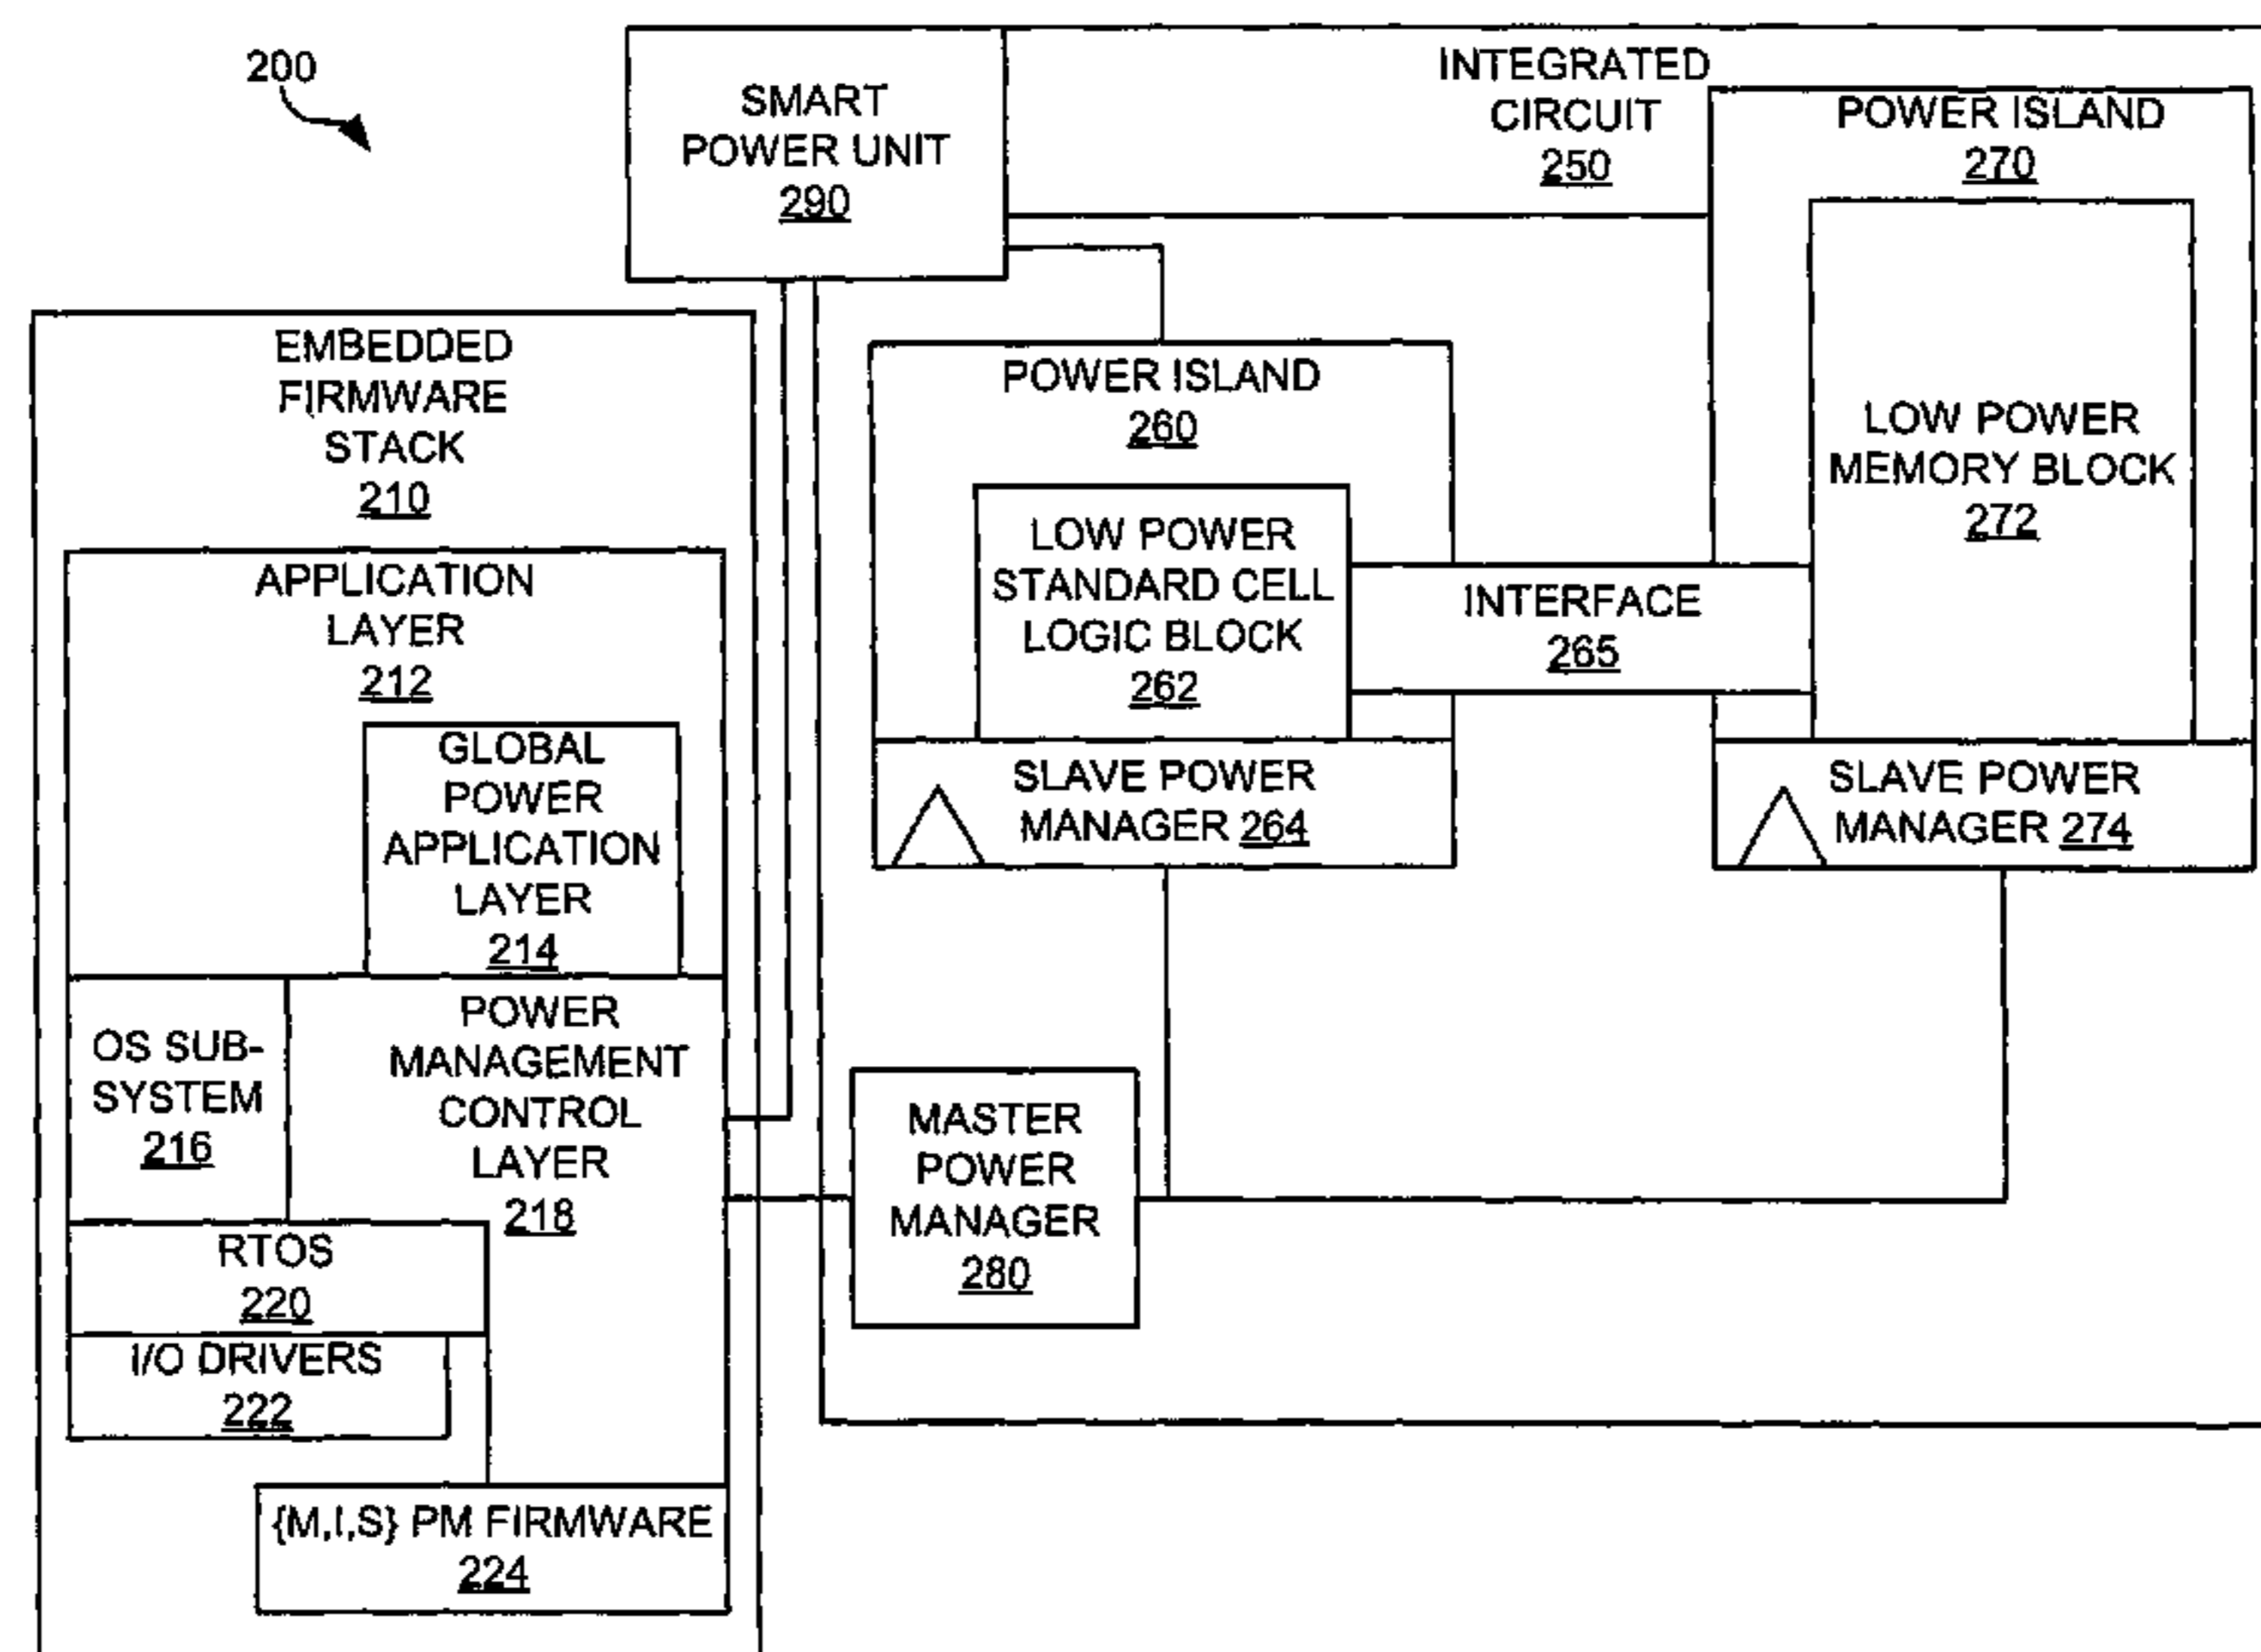 200
SMART
POWER UNIT
290
INTEGRATED
CIRCUIT
250
POWER ISLAND
270
LOW POWER
MEMORY BLOCK
272
SLAVE POWER
MANAGER 274
POWER ISLAND
260
LOW POWER
STANDARD CELL
LOGIC BLOCK
262
INTERFACE
265
SLAVE POWER
MANAGER 264
MASTER
POWER
MANAGER
280
EMBEDDED
FIRMWARE
STACK
210
APPLICATION
LAYER
212
GLOBAL
POWER
APPLICATION
LAYER
214
OS SUB-
SYSTEM
216
POWER
MANAGEMENT
CONTROL
LAYER
218
RTOS
220
I/O DRIVERS
222
{M,I,S} PM FIRMWARE
224